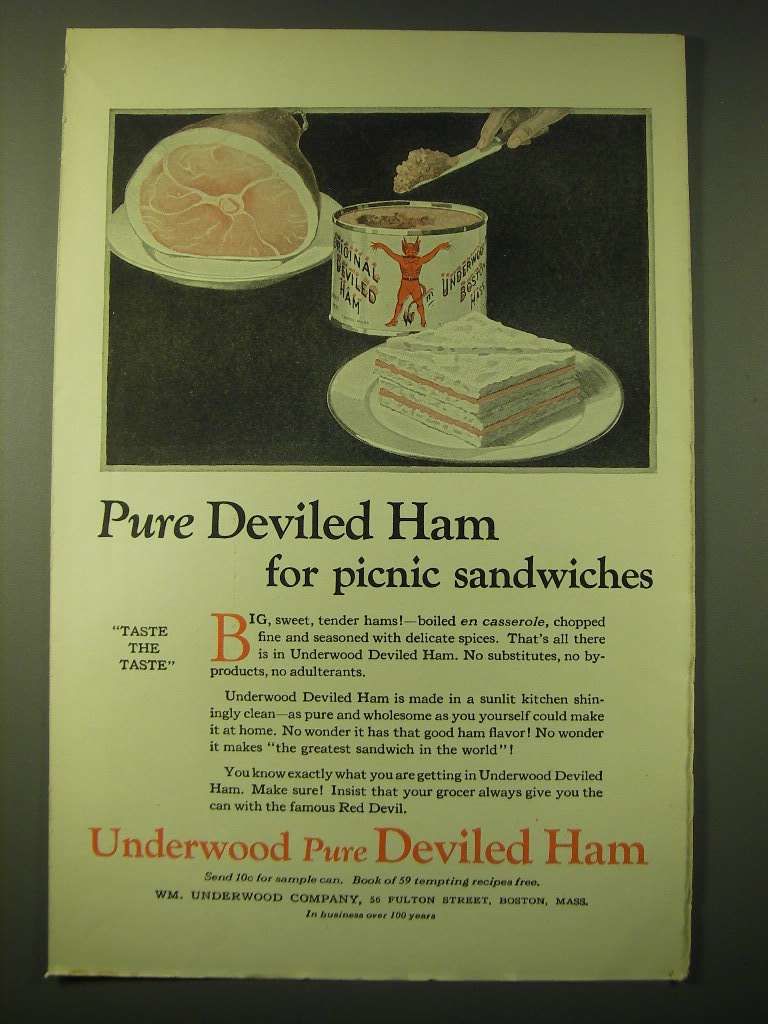 ORIGINAL
DEVILED
HAM
UNDERWOOD
BOSTON
MASS
Pure Deviled Ham
for picnic sandwiches
"TASTE
THE
TASTE"
BIG, sweet, tender hams!—boiled en casserole, chopped
fine and seasoned with delicate spices. That's all there
is in Underwood Deviled Ham. No substitutes, no by-
products, no adulterants.
Underwood Deviled Ham is made in a sunlit kitchen shin-
ingly clean—as pure and wholesome as you yourself could make
it at home. No wonder it has that good ham flavor! No wonder
it makes "the greatest sandwich in the world"!
You know exactly what you are getting in Underwood Deviled
Ham. Make sure! Insist that your grocer always give you the
can with the famous Red Devil.
Underwood Pure Deviled Ham
Send 10c for sample can. Book of 59 tempting recipes free.
WM. UNDERWOOD COMPANY, 56 FULTON STREET, BOSTON, MASS.
In business over 100 years